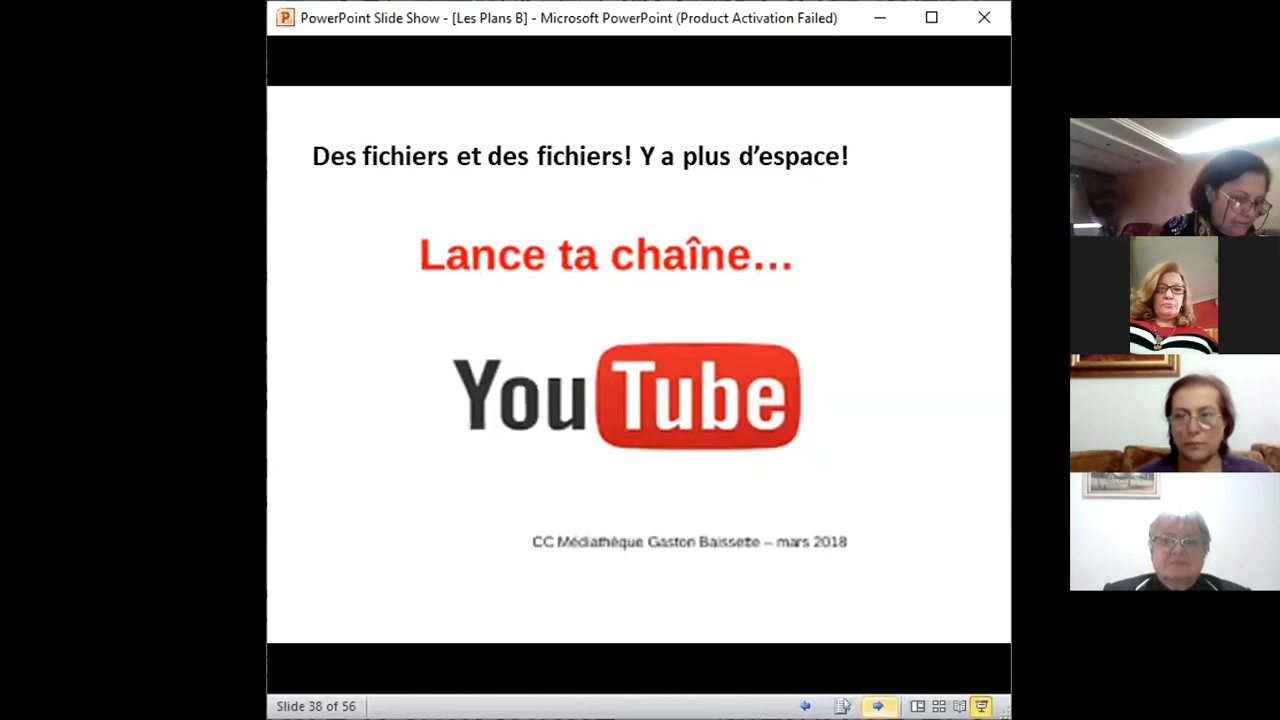 PowerPoint Slide Show - [Les Plans B] - Microsoft PowerPoint (Product Activation Failed)
Des fichiers et des fichiers! Y a plus d’espace!
Lance ta chaîne…
YouTube
CC Médiathèque Gaston Baissette – mars 2018
Slide 38 of 56